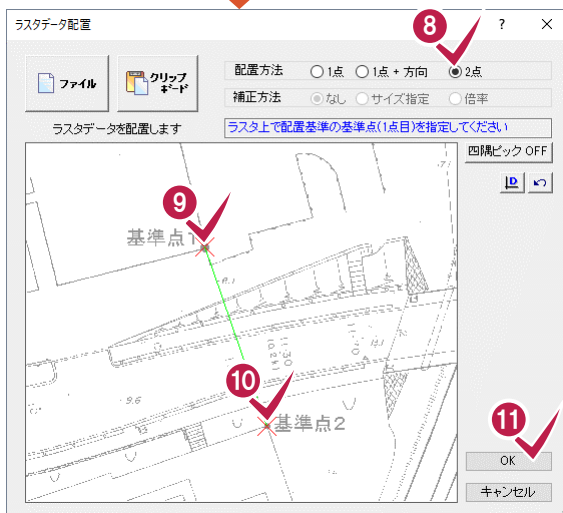 ラスタデータ配置
8
?
×
ファイル
クリップ
ボード
配置方法 1点 1点 + 方向 2点
補正方法 なし サイズ指定 倍率
ラスタデータを配置します
ラスタ上で配置基準の基準点(1点目)を指定してください
四隅ピック OFF
9
基準点1
8.1
10
9.6
基準点2
11
OK
キャンセル